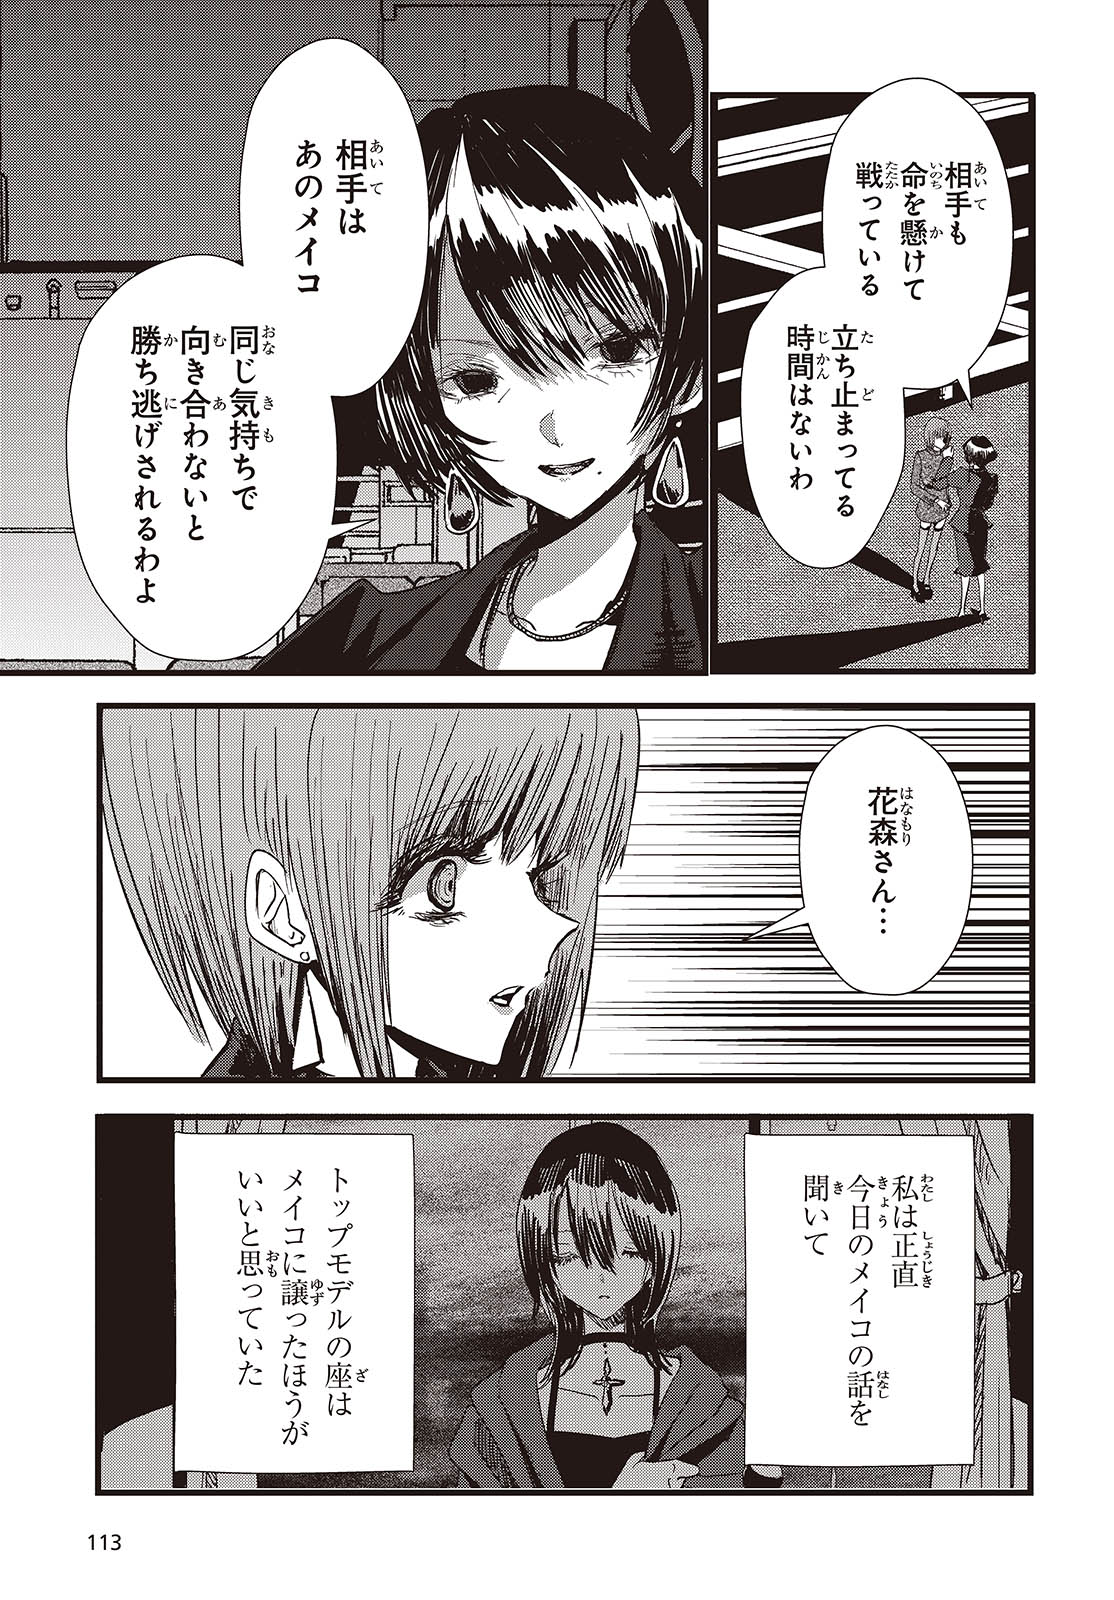 相手も
命を懸けて
戦っている
立ち止まってる
時間はないわ
相手は
あのメイコ
同じ気持ちで
向き合わないと
勝ち逃げされるわよ
花森さん…
私は正直
今日のメイコの話を
聞いて
トップモデルの座は
メイコに譲ったほうが
いいと思っていた
113